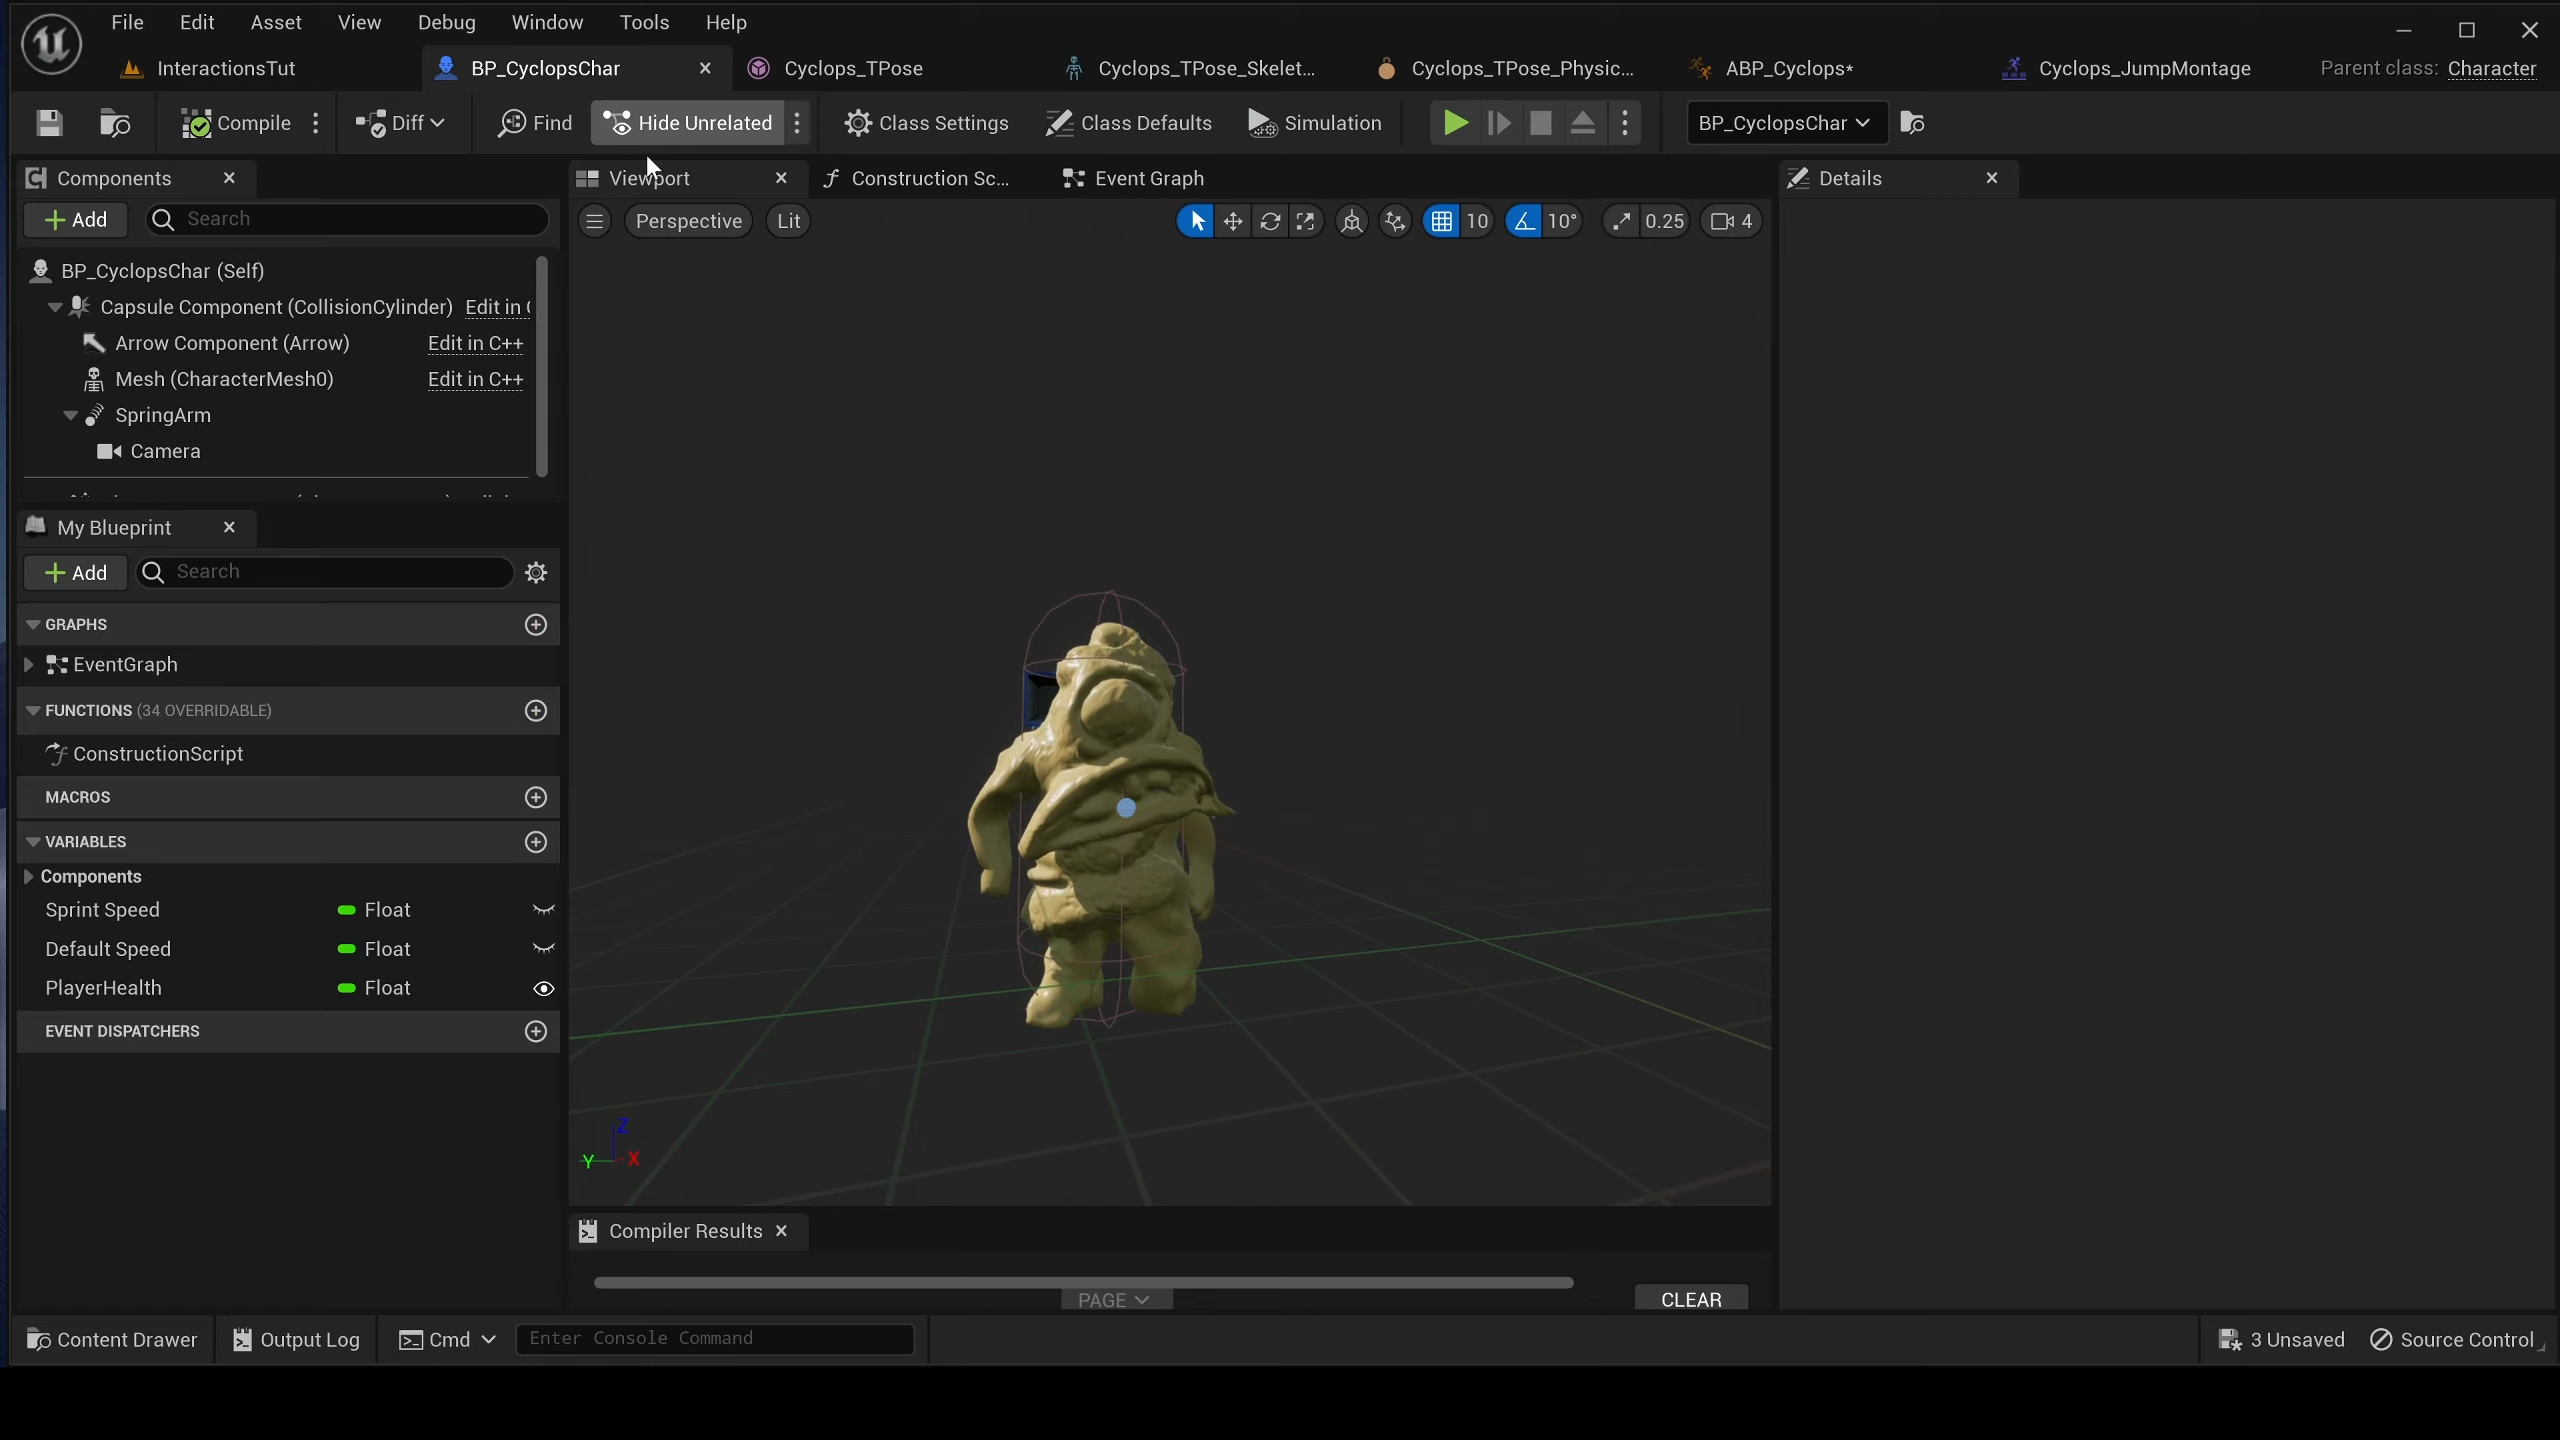 File Edit Asset View Debug Window Tools Help
InteractionsTut BP_CyclopsChar Cyclops_TPose Cyclops_TPose_Skelet... Cyclops_TPose_Physic... ABP_Cyclops* Cyclops_JumpMontage Parent class: Character
Compile Diff Find Hide Unrelated Class Settings Class Defaults Simulation BP_CyclopsChar
Components Viewport Construction Sc... Event Graph Details
Add Search Perspective Lit 10 10° 0.25 4
BP_CyclopsChar (Self)
Capsule Component (CollisionCylinder) Edit in
Arrow Component (Arrow) Edit in C++
Mesh (CharacterMesh0) Edit in C++
SpringArm
Camera
My Blueprint
Add Search
GRAPHS
EventGraph
FUNCTIONS (34 OVERRIDABLE)
ConstructionScript
MACROS
VARIABLES
Components
Sprint Speed Float
Default Speed Float
PlayerHealth Float
EVENT DISPATCHERS
Z
Y X
Compiler Results
PAGE CLEAR
Content Drawer Output Log Cmd Enter Console Command 3 Unsaved Source Control